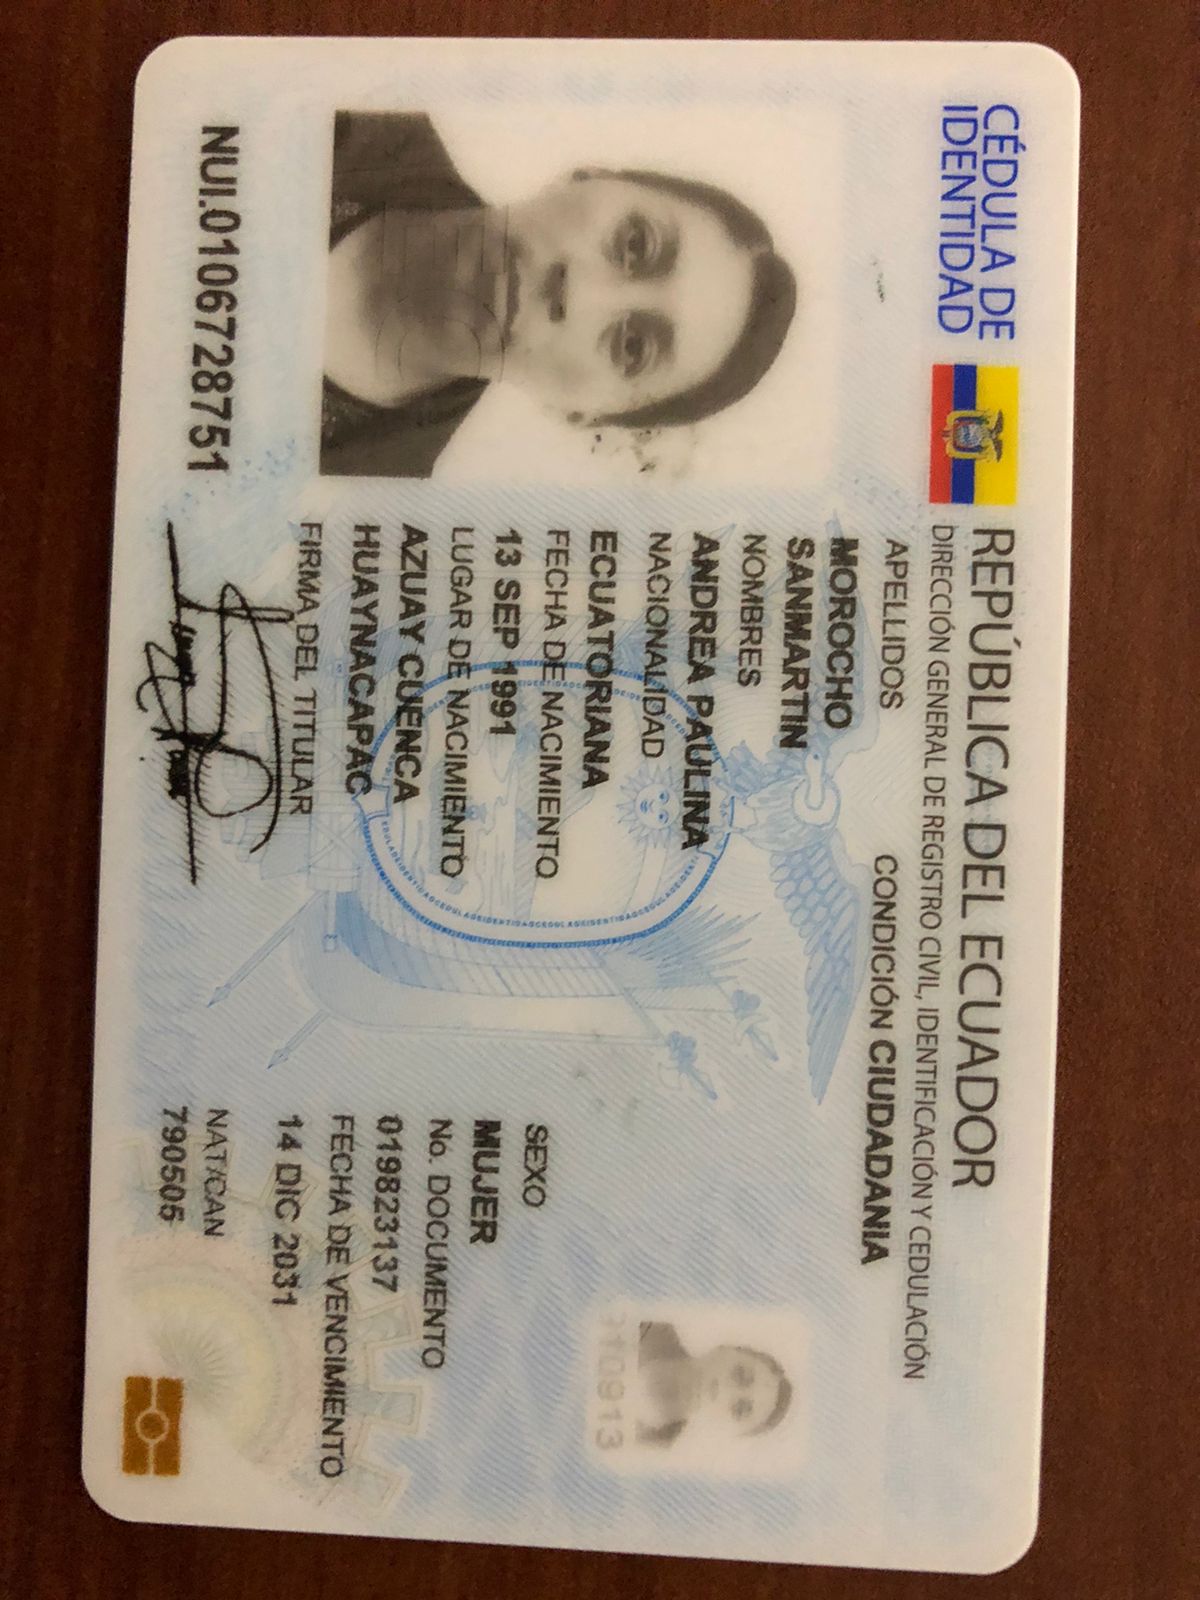 CÉDULA DE
IDENTIDAD
REPÚBLICA DEL ECUADOR
DIRECCIÓN GENERAL DE REGISTRO CIVIL, IDENTIFICACIÓN Y CEDULACIÓN
APELLIDOS
CONDICIÓN CIUDADANIA
MOROCHO
SANMARTIN
NOMBRES
ANDREA PAULINA
NACIONALIDAD
ECUATORIANA
FECHA DE NACIMIENTO
13 SEP 1991
LUGAR DE NACIMIENTO
AZUAY CUENCA
HUAYNACAPAC
FIRMA DEL TITULAR
SEXO
MUJER
No. DOCUMENTO
019823137
FECHA DE VENCIMIENTO
14 DIC 2031
NAT/CAN
790505
910913
NUI.0106728751